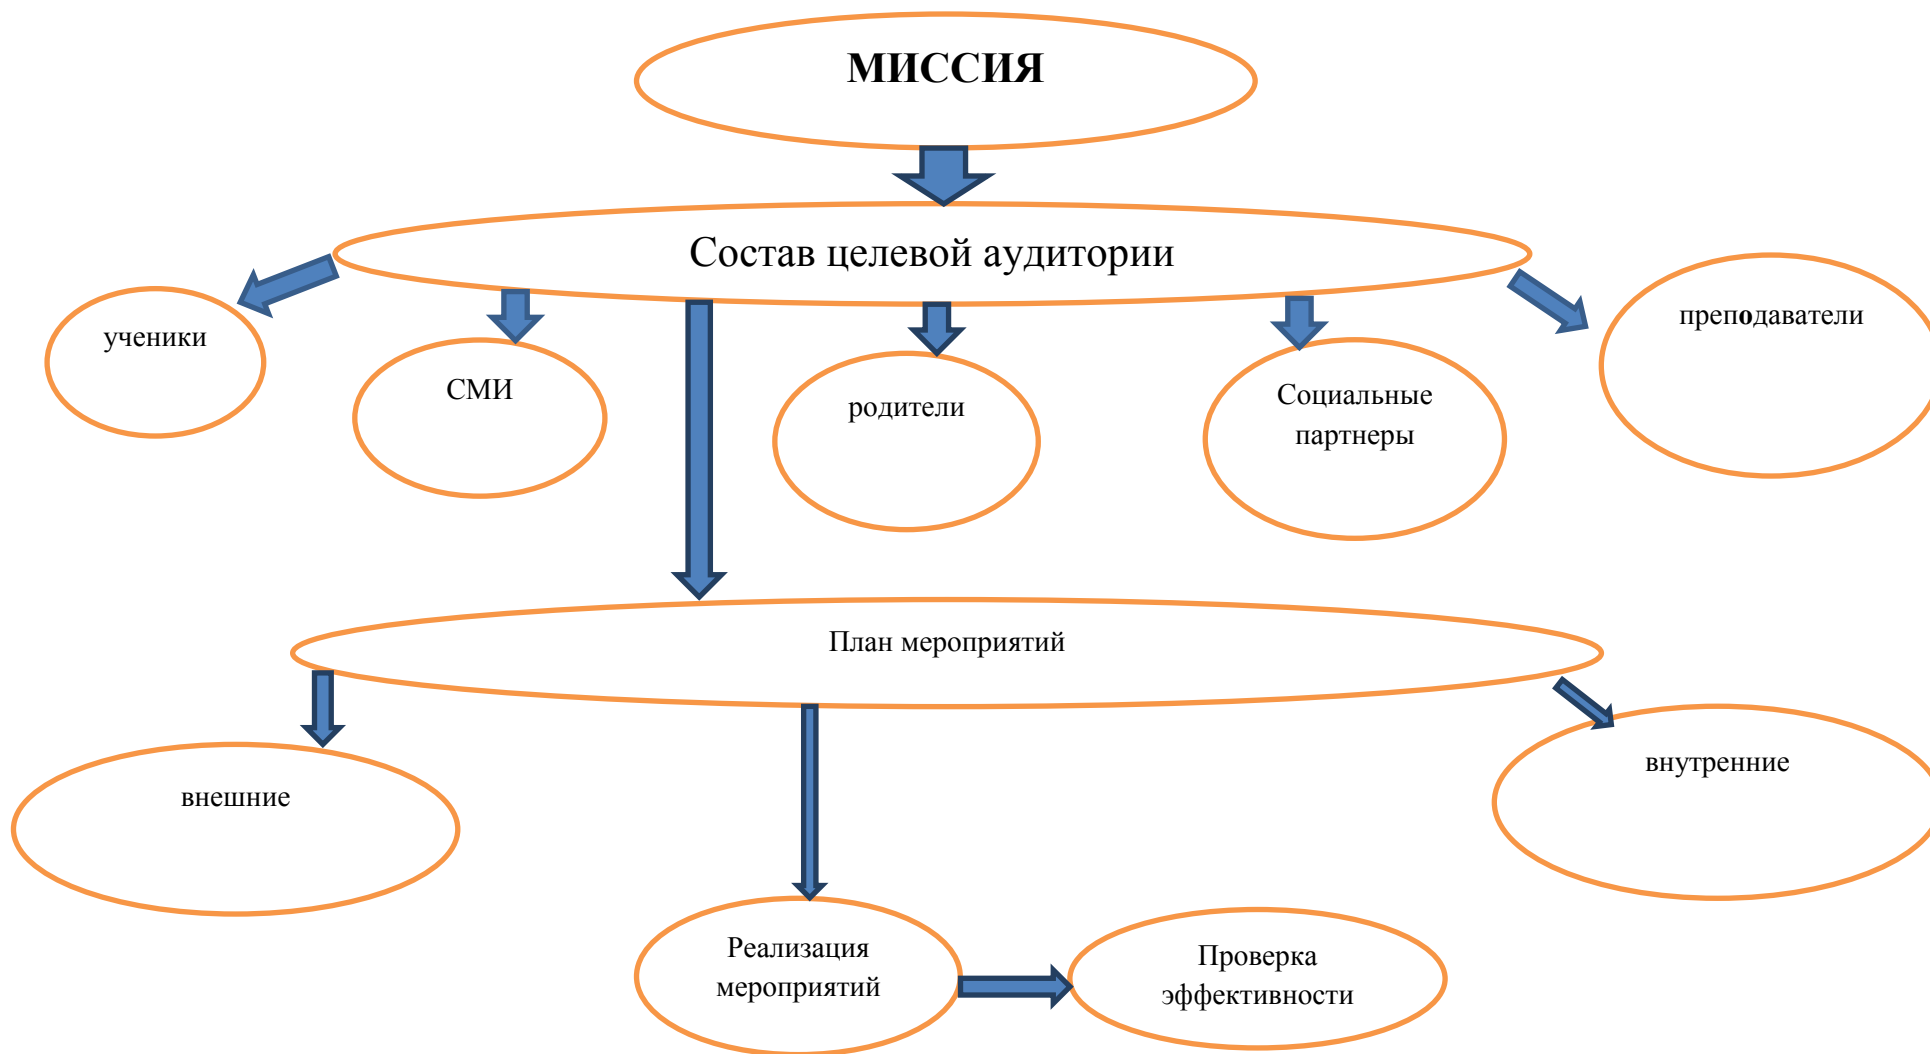 МИССИЯ
Состав целевой аудитории
ученики
СМИ
родители
Социальные
партнеры
преподаватели
План мероприятий
внешние
внутренние
Реализация
мероприятий
Проверка
эффективности